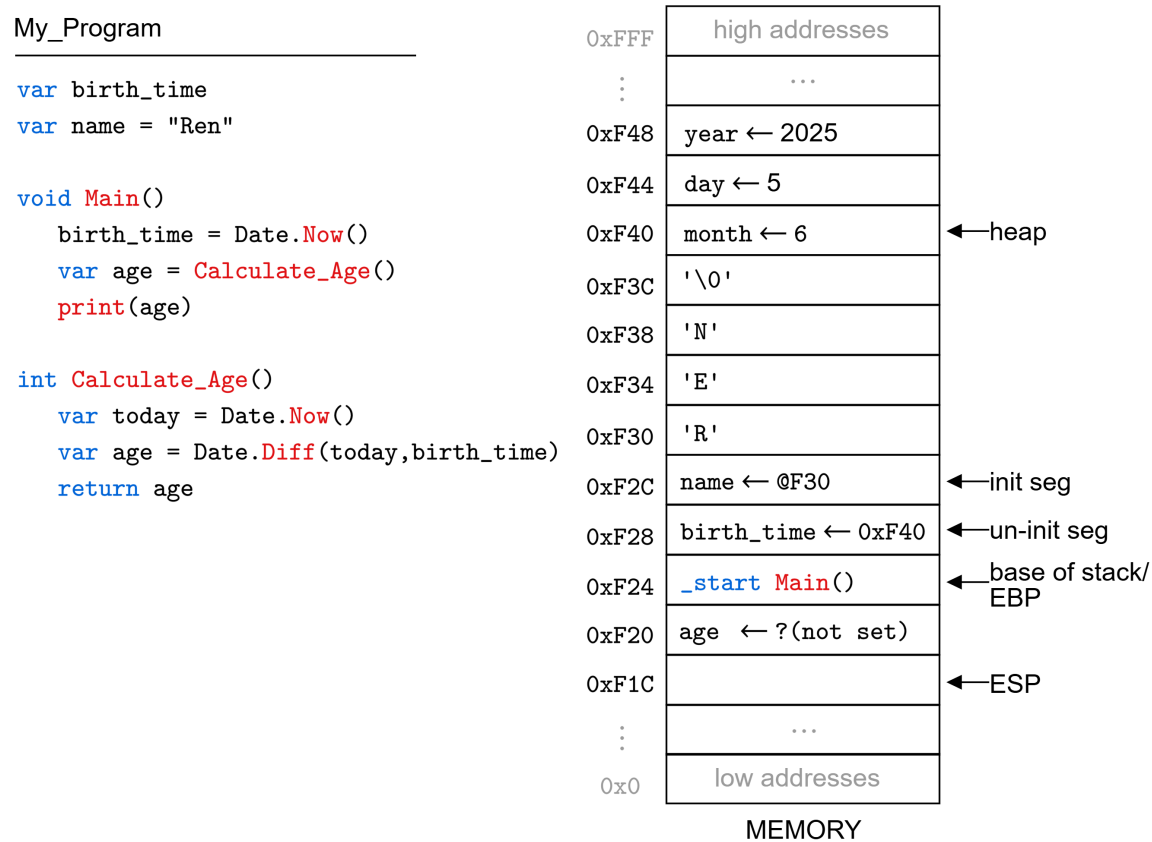 My_Program
var birth_time
var name = "Ren"
void Main()
birth_time = Date.Now()
var age = Calculate_Age()
print(age)
int Calculate_Age()
var today = Date.Now()
var age = Date.Diff(today,birth_time)
return age
0xFFF high addresses
⋮ ...
0xF48 year ← 2025
0xF44 day ← 5
0xF40 month ← 6 heap
0xF3C '\0'
0xF38 'N'
0xF34 'E'
0xF30 'R'
0xF2C name ← @F30 init seg
0xF28 birth_time ← 0xF40 un-init seg
0xF24 _start Main() base of stack/
EBP
0xF20 age ← ?(not set)
0xF1C ESP
⋮ ...
0x0 low addresses
MEMORY